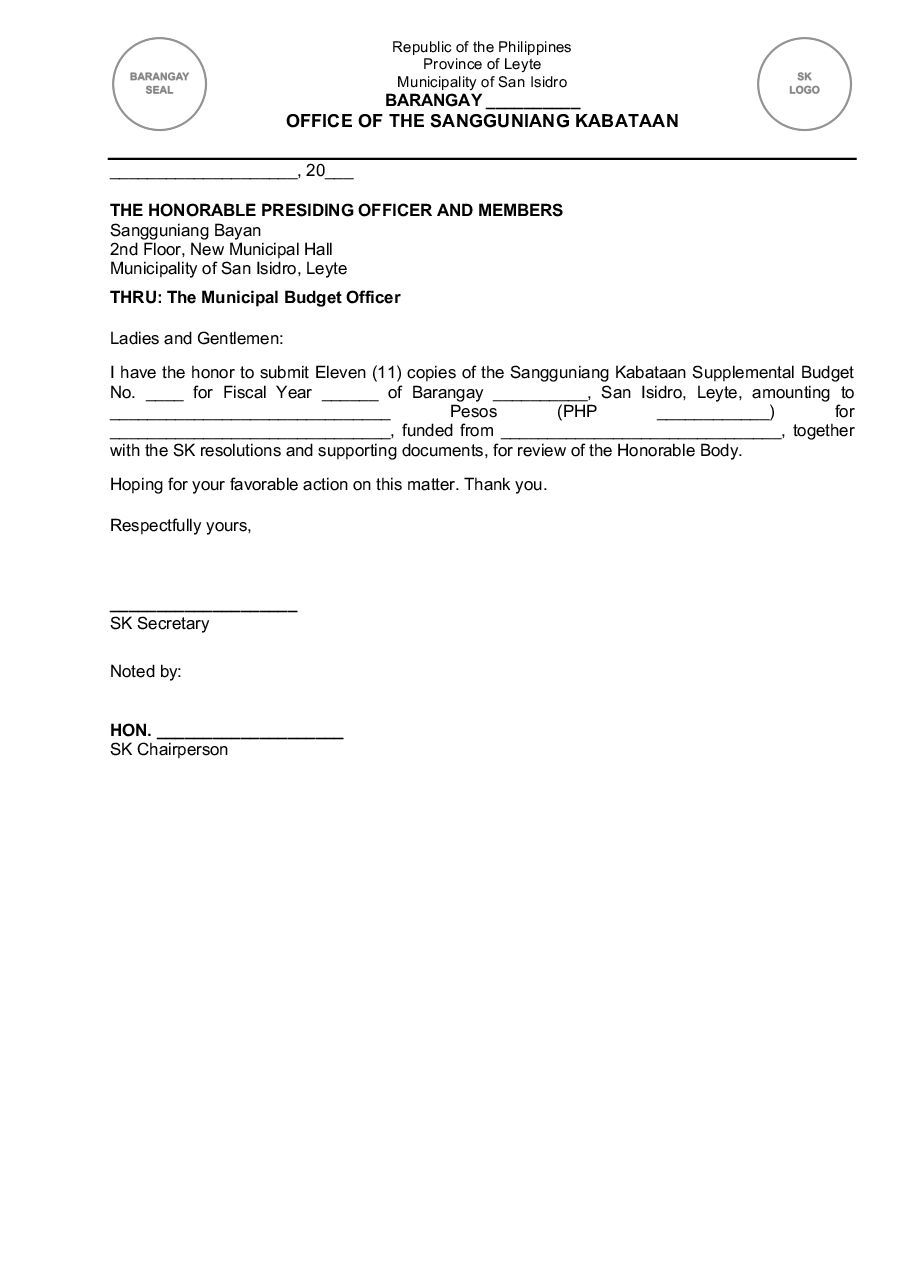 BARANGAY
SEAL
Republic of the Philippines
Province of Leyte
Municipality of San Isidro
BARANGAY __________
OFFICE OF THE SANGGUNIANG KABATAAN
SK
LOGO
____________________, 20___
THE HONORABLE PRESIDING OFFICER AND MEMBERS
Sangguniang Bayan
2nd Floor, New Municipal Hall
Municipality of San Isidro, Leyte
THRU: The Municipal Budget Officer
Ladies and Gentlemen:
I have the honor to submit Eleven (11) copies of the Sangguniang Kabataan Supplemental Budget
No. ____ for Fiscal Year ______ of Barangay __________, San Isidro, Leyte, amounting to
______________________________ Pesos (PHP ____________) for
______________________________, funded from ______________________________, together
with the SK resolutions and supporting documents, for review of the Honorable Body.
Hoping for your favorable action on this matter. Thank you.
Respectfully yours,
____________________
SK Secretary
Noted by:
HON. ____________________
SK Chairperson